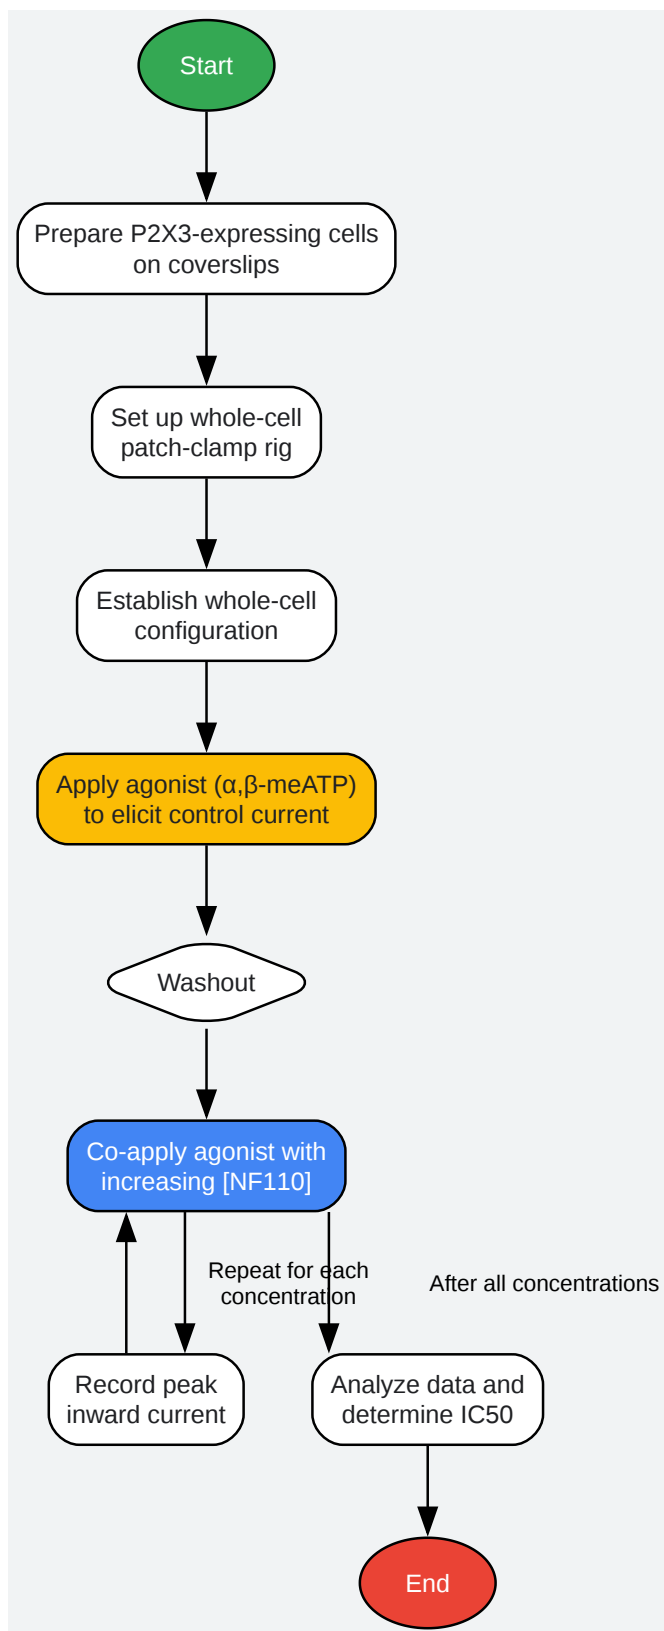 Start
Prepare P2X3-expressing cells
on coverslips
Set up whole-cell
patch-clamp rig
Establish whole-cell
configuration
Apply agonist (α,β-meATP)
to elicit control current
Washout
Co-apply agonist with
increasing [NF110]
Repeat for each
concentration
After all concentrations
Record peak
inward current
Analyze data and
determine IC50
End